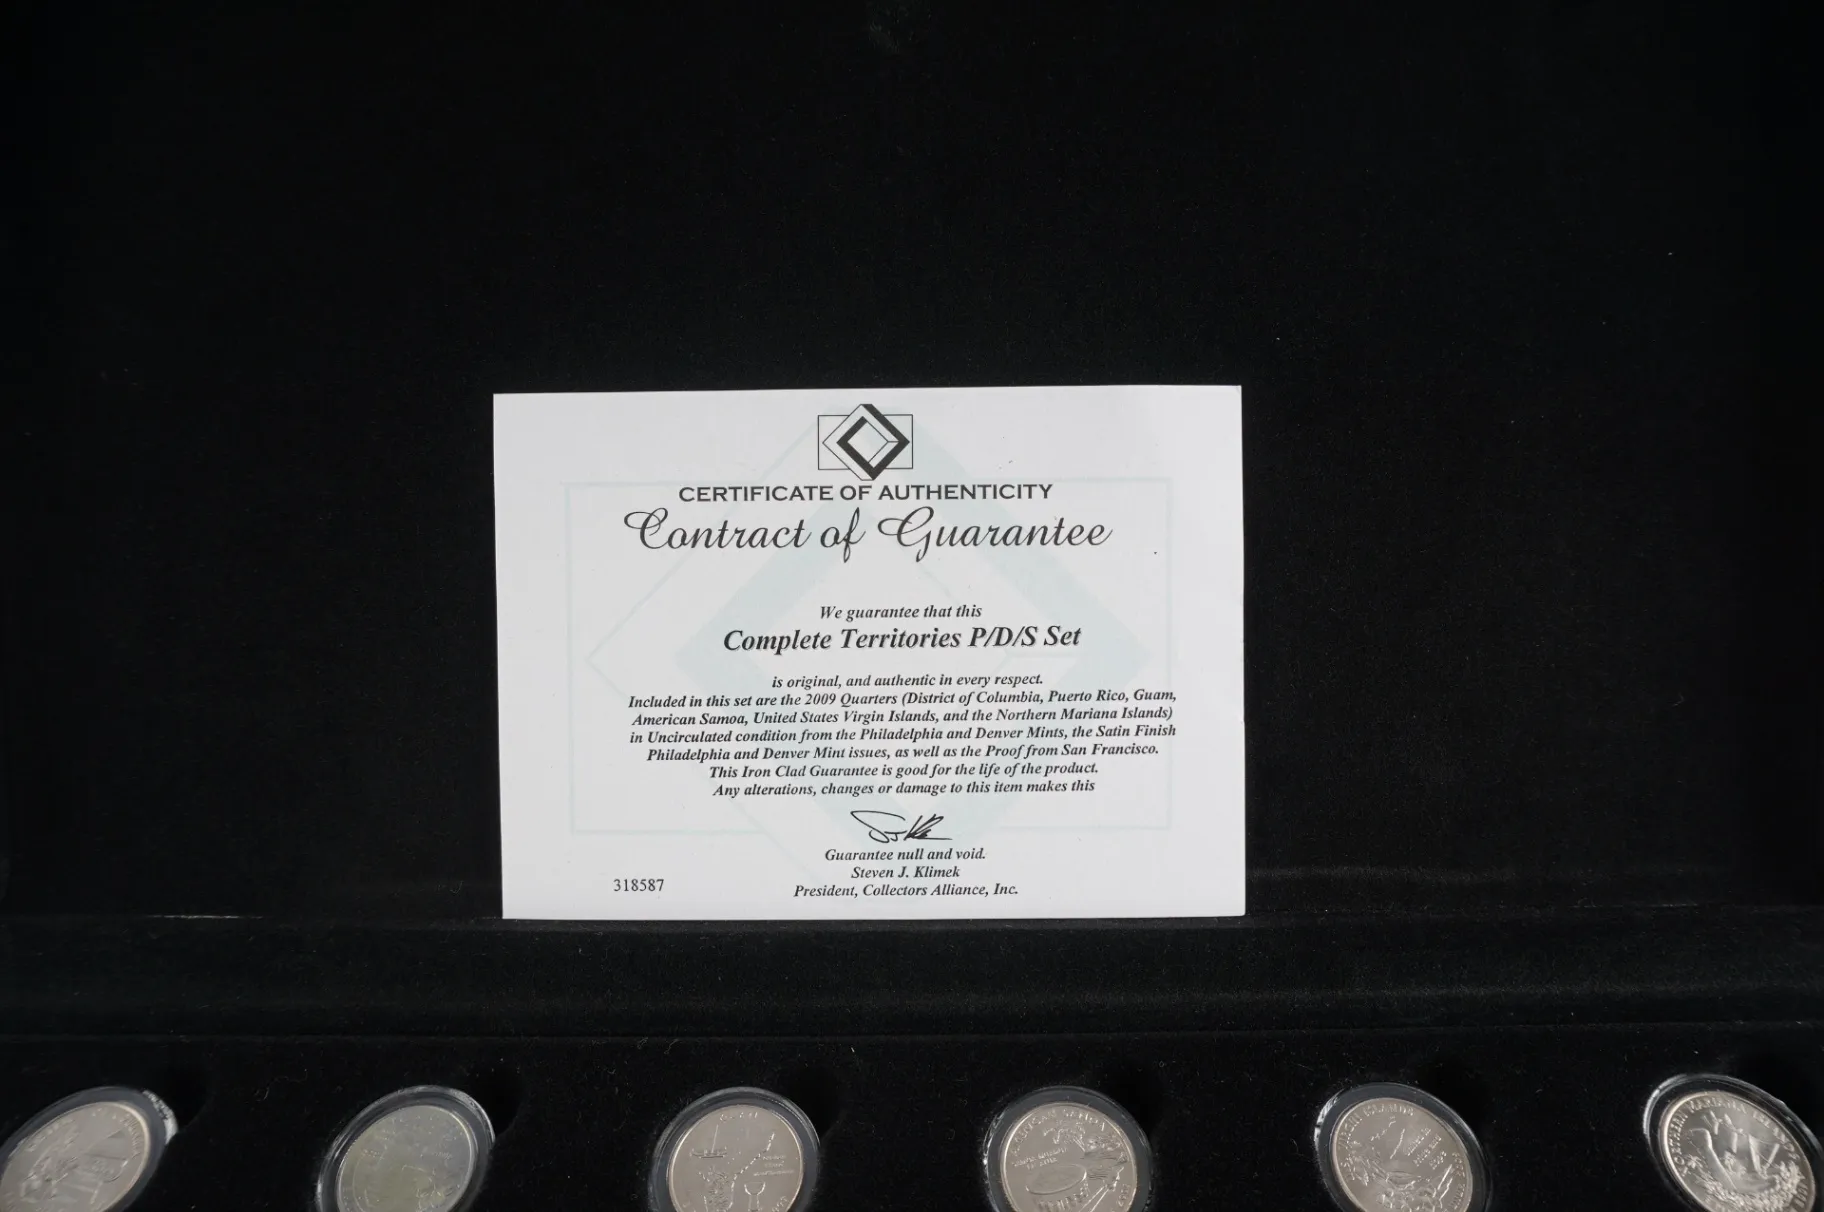 CERTIFICATE OF AUTHENTICITY
Contract of Guarantee
We guarantee that this
Complete Territories P/D/S Set
is original, and authentic in every respect.
Included in this set are the 2009 Quarters (District of Columbia, Puerto Rico, Guam,
American Samoa, United States Virgin Islands, and the Northern Mariana Islands)
in Uncirculated condition from the Philadelphia and Denver Mints, the Satin Finish
Philadelphia and Denver Mint issues, as well as the Proof from San Francisco.
This Iron Clad Guarantee is good for the life of the product.
Any alterations, changes or damage to this item makes this
Guarantee null and void.
Steven J. Klimek
318587
President, Collectors Alliance, Inc.
GUAM
AMERICAN SAMOA